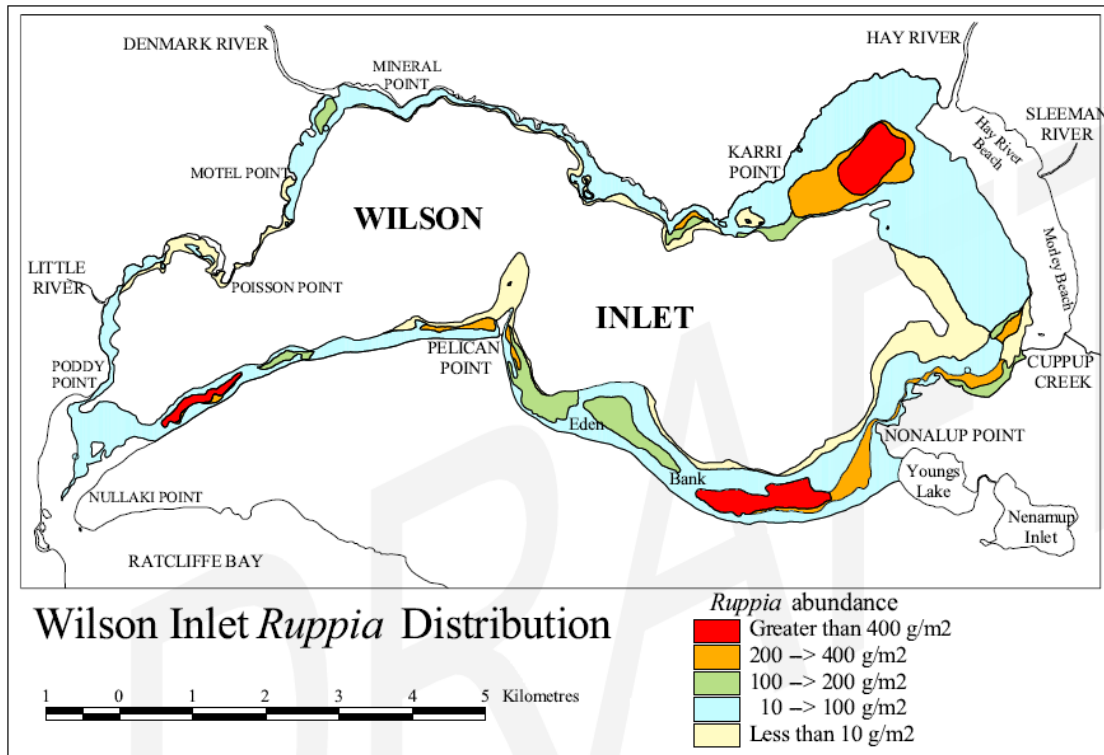 DENMARK RIVER
HAY RIVER
MINERAL
POINT
SLEEMAN
RIVER
Hay River
Beach
KARRI
POINT
MOTEL POINT
WILSON
LITTLE
RIVER
Morley Beach
POISSON POINT
INLET
PELICAN
POINT
PODDY
POINT
CUPPUP
CREEK
Eden
NONALUP POINT
Bank
Youngs
Lake
NULLAKI POINT
Nenamup
Inlet
RATCLIFFE BAY
DRAFT
Wilson Inlet Ruppia Distribution
Ruppia abundance
Greater than 400 g/m2
200 --> 400 g/m2
100 --> 200 g/m2
10 --> 100 g/m2
Less than 10 g/m2
1 0 1 2 3 4 5 Kilometres